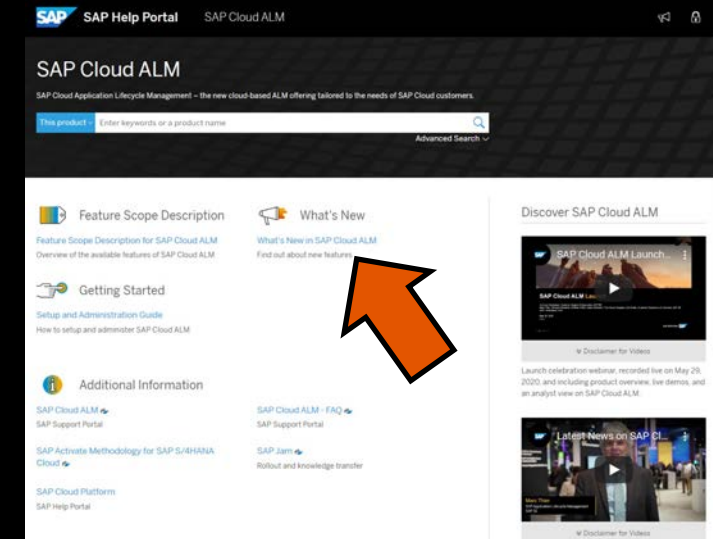 SAP SAP Help Portal SAP Cloud ALM
SAP Cloud ALM
SAP Cloud Application Lifecycle Management – the new cloud-based ALM offering tailored to the needs of SAP Cloud customers.
This product Enter keywords or a product name
Advanced Search
Feature Scope Description
Feature Scope Description for SAP Cloud ALM
Overview of the available features of SAP Cloud ALM
What's New
What's New in SAP Cloud ALM
Find out about new features
Getting Started
Setup and Administration Guide
How to setup and administer SAP Cloud ALM
Additional Information
SAP Cloud ALM
SAP Support Portal
SAP Cloud ALM - FAQ
SAP Support Portal
SAP Activate Methodology for SAP S/4HANA
Cloud
SAP Jam
Rollout and knowledge transfer
SAP Cloud Platform
SAP Help Portal
Discover SAP Cloud ALM
SAP Cloud ALM Launch...
SAP Cloud ALM
Disclaimer for Videos
Launch celebration webinar, recorded live on May 29,
2020, and including product overview, live demos, and
an analyst view on SAP Cloud ALM.
Latest News on SAP Cl...
Marc Thier
Disclaimer for Videos